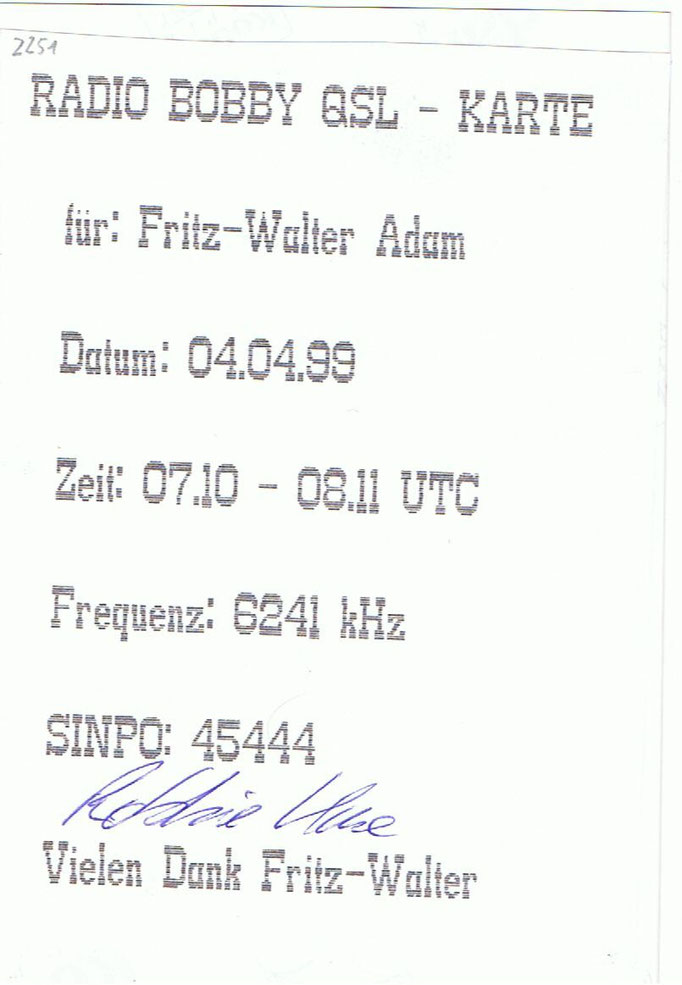 2251
RADIO BOBBY QSL - KARTE
für: Fritz-Walter Adam
Datum: 04.04.99
Zeit: 07.10 - 08.11 UTC
Frequenz: 6241 kHz
SINPO: 45444
Vielen Dank Fritz-Walter